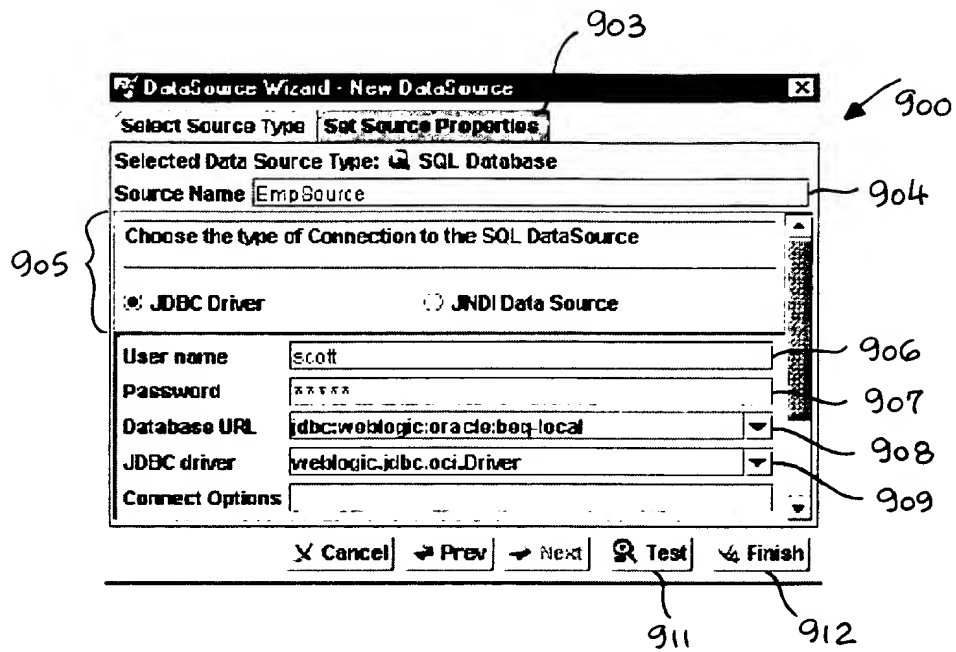 903
DataSource Wizard - New DataSource
900
Select Source Type Set Source Properties
Selected Data Source Type: SQL Database
Source Name EmpSource 904
Choose the type of Connection to the SQL DataSource
905
JDBC Driver JNDI Data Source
User name scott 906
Password ***** 907
Database URL jdbc:weblogic:oracle:beq-local 908
JDBC driver weblogic.jdbc.oci.Driver 909
Connect Options
Cancel Prev Next Test Finish
911 912